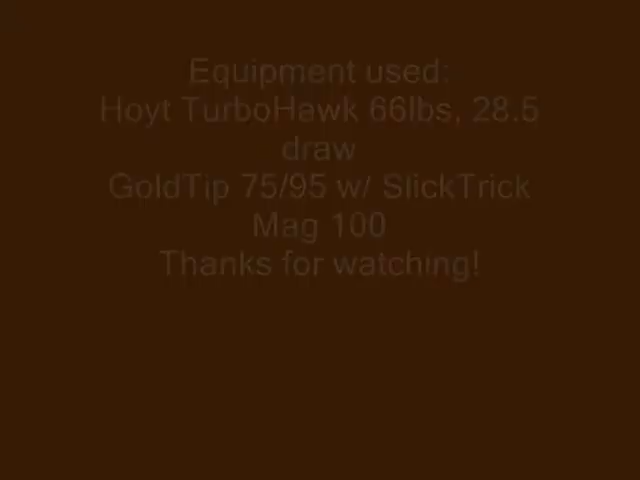 Equipment used:
Hoyt TurboHawk 66lbs, 28.5
draw
GoldTip 75/95 w/ SlickTrick
Mag 100
Thanks for watching!